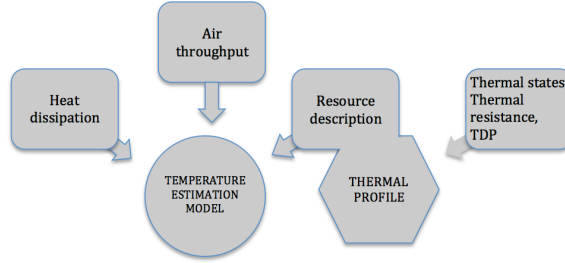 Air
throughput
Heat
dissipation
Resource
description
Thermal states
Thermal
resistance,
TDP
TEMPERATURE
ESTIMATION
MODEL
THERMAL
PROFILE